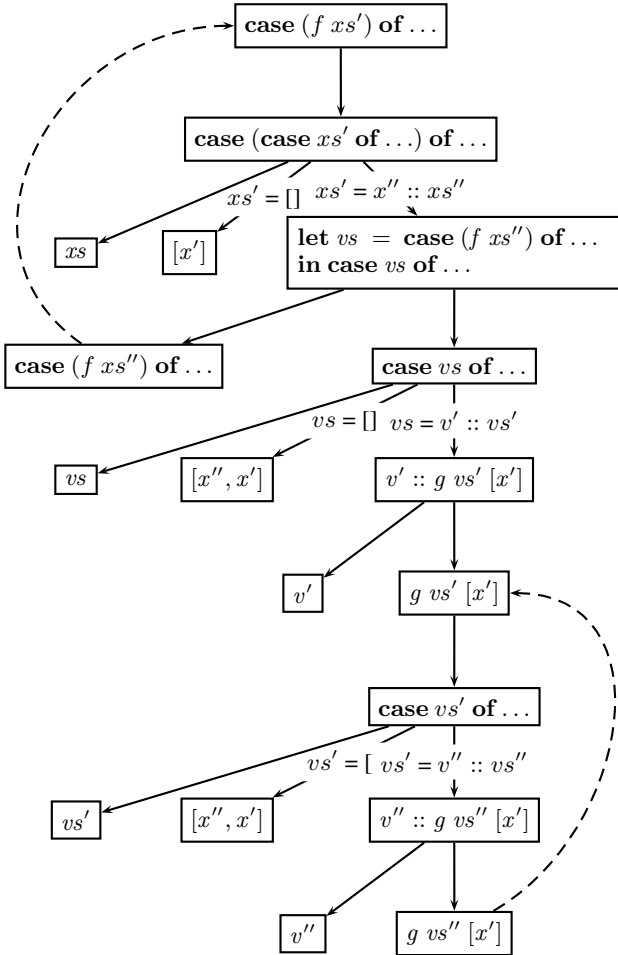 case (f xs′) of …
case (case xs′ of …) of …
xs′ = [] xs′ = x″ :: xs″
xs
[x′]
let vs = case (f xs″) of …
in case vs of …
case (f xs″) of …
case vs of …
vs = [] vs = v′ :: vs′
vs
[x″, x′]
v′ :: g vs′ [x′]
v′
g vs′ [x′]
case vs′ of …
vs′ = [ vs′ = v″ :: vs″
vs′
[x″, x′]
v″ :: g vs″ [x′]
v″
g vs″ [x′]